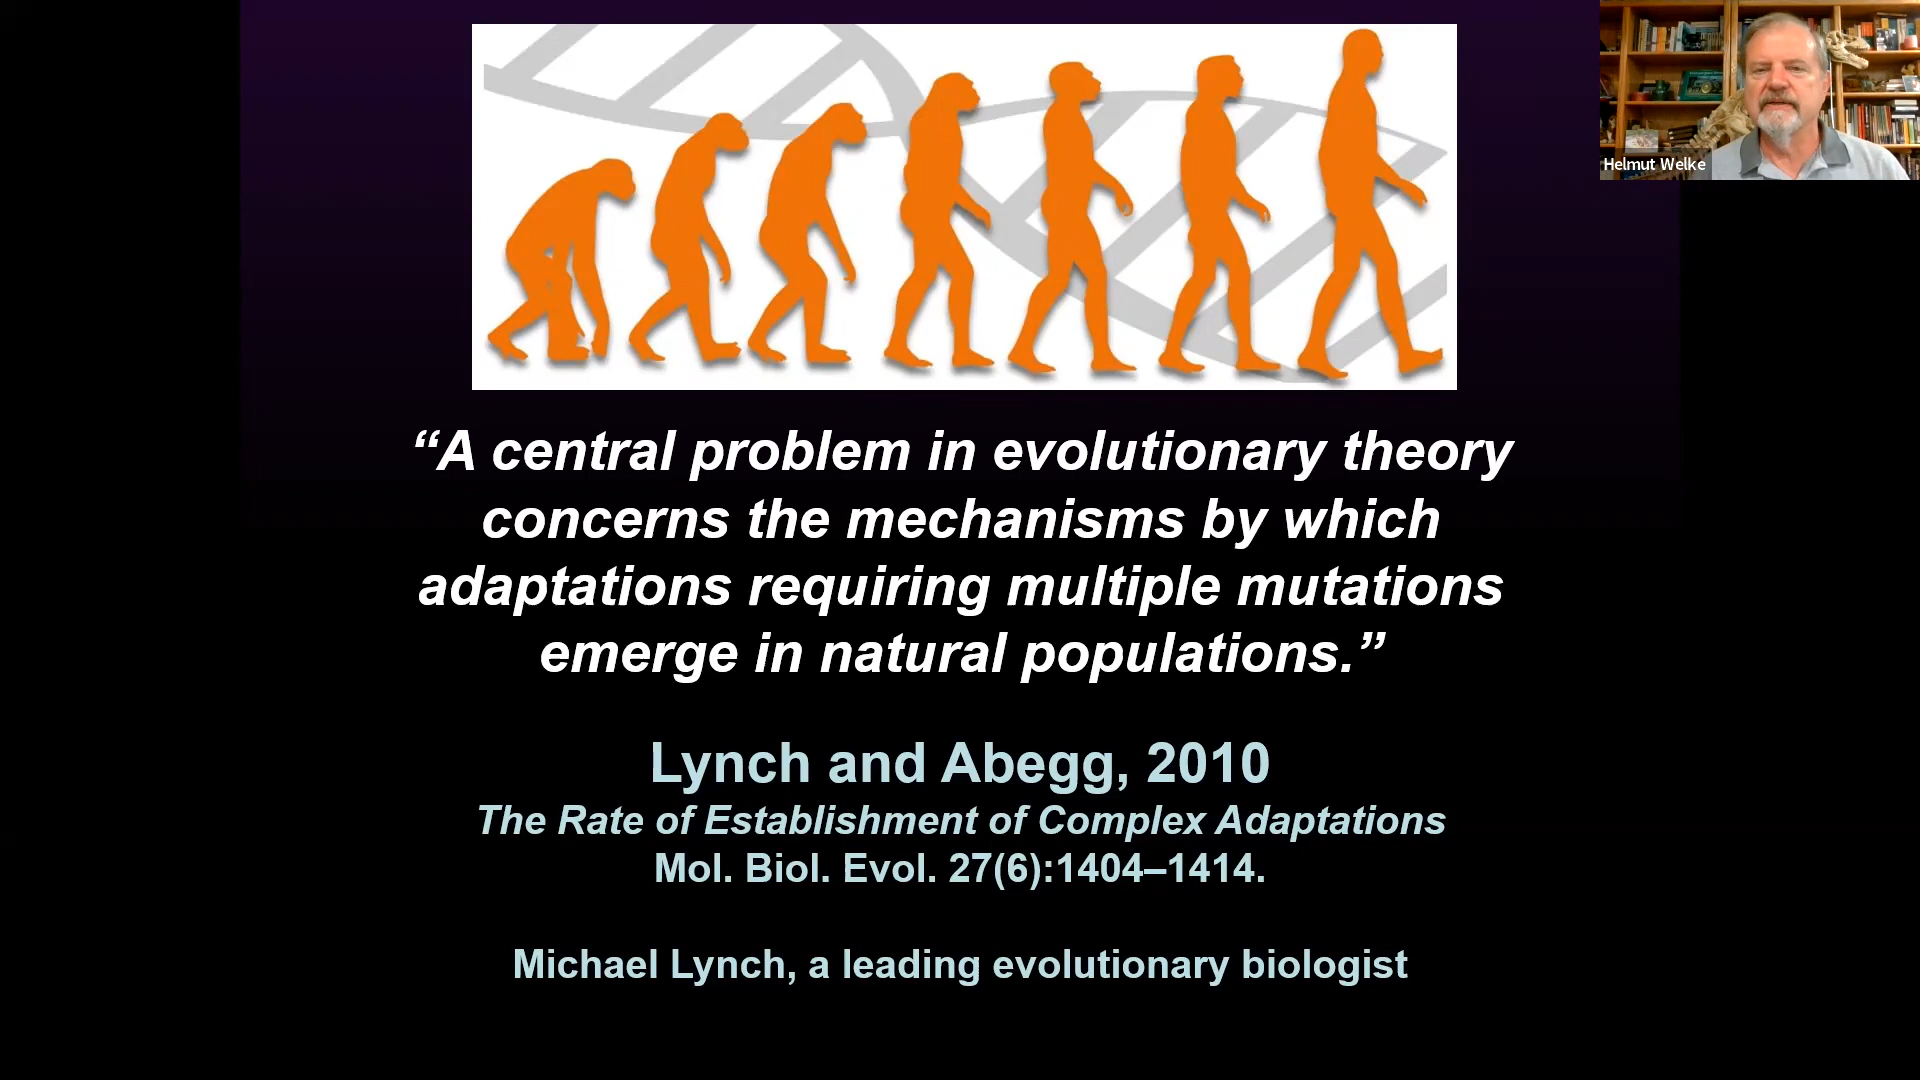 Helmut Welke
“A central problem in evolutionary theory
concerns the mechanisms by which
adaptations requiring multiple mutations
emerge in natural populations.”
Lynch and Abegg, 2010
The Rate of Establishment of Complex Adaptations
Mol. Biol. Evol. 27(6):1404–1414.
Michael Lynch, a leading evolutionary biologist